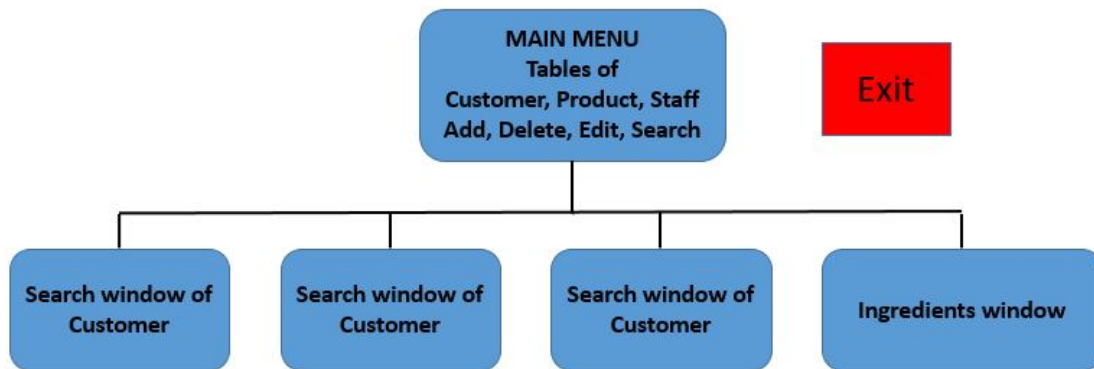 MAIN MENU
Tables of
Customer, Product, Staff
Add, Delete, Edit, Search
Exit
Search window of
Customer
Search window of
Customer
Search window of
Customer
Ingredients window